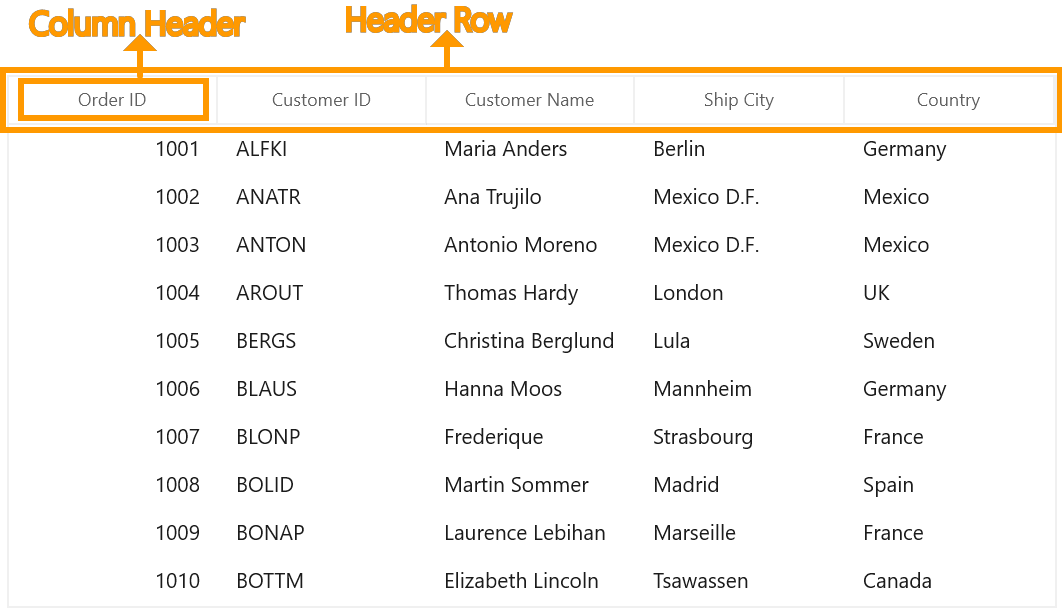 Column Header Header Row
Order ID Customer ID Customer Name Ship City Country
1001 ALFKI Maria Anders Berlin Germany
1002 ANATR Ana Trujilo Mexico D.F. Mexico
1003 ANTON Antonio Moreno Mexico D.F. Mexico
1004 AROUT Thomas Hardy London UK
1005 BERGS Christina Berglund Lula Sweden
1006 BLAUS Hanna Moos Mannheim Germany
1007 BLONP Frederique Strasbourg France
1008 BOLID Martin Sommer Madrid Spain
1009 BONAP Laurence Lebihan Marseille France
1010 BOTTM Elizabeth Lincoln Tsawassen Canada